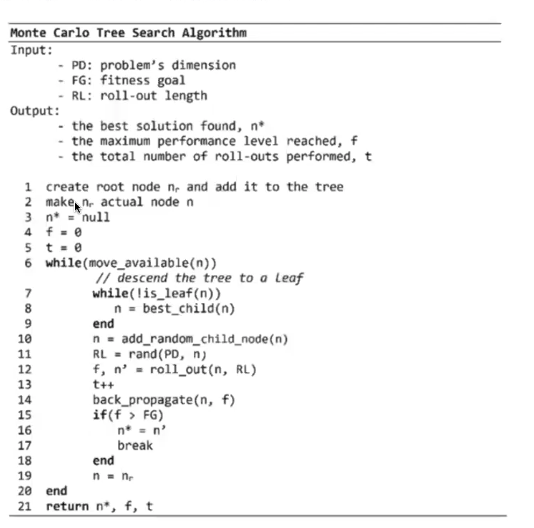 Monte Carlo Tree Search Algorithm
Input:
- PD: problem's dimension
- FG: fitness goal
- RL: roll-out length
Output:
- the best solution found, n*
- the maximum performance level reached, f
- the total number of roll-outs performed, t
1 create root node nᵣ and add it to the tree
2 make nᵣ actual node n
3 n* = null
4 f = 0
5 t = 0
6 while(move_available(n))
// descend the tree to a leaf
7 while(!is_leaf(n))
8 n = best_child(n)
9 end
10 n = add_random_child_node(n)
11 RL = rand(PD, n)
12 f, n' = roll_out(n, RL)
13 t++
14 back_propagate(n, f)
15 if(f > FG)
16 n* = n'
17 break
18 end
19 n = nᵣ
20 end
21 return n*, f, t